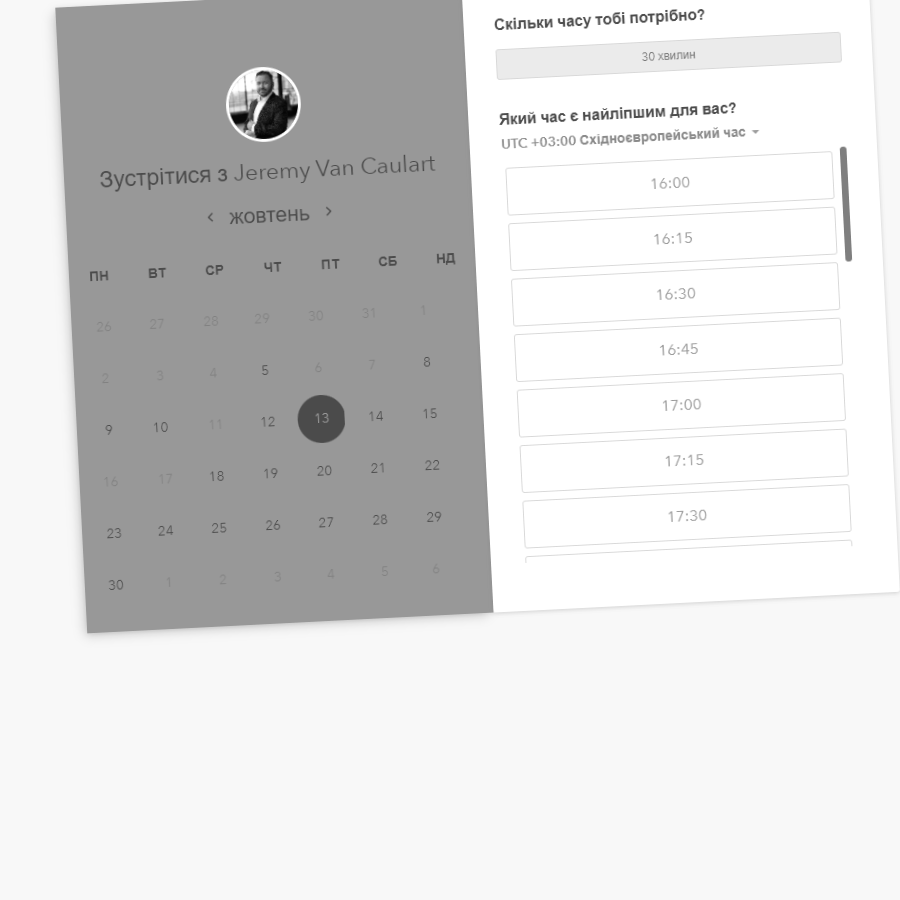 Зустрітися з Jeremy Van Caulart
жовтень
ПН ВТ СР ЧТ ПТ СБ НД
26 27 28 29 30 31 1
2 3 4 5 6 7 8
9 10 11 12 13 14 15
16 17 18 19 20 21 22
23 24 25 26 27 28 29
30 1 2 3 4 5 6
Скільки часу тобі потрібно?
30 хвилин
Який час є найліпшим для вас?
UTC +03:00 Східноєвропейський час
16:00
16:15
16:30
16:45
17:00
17:15
17:30